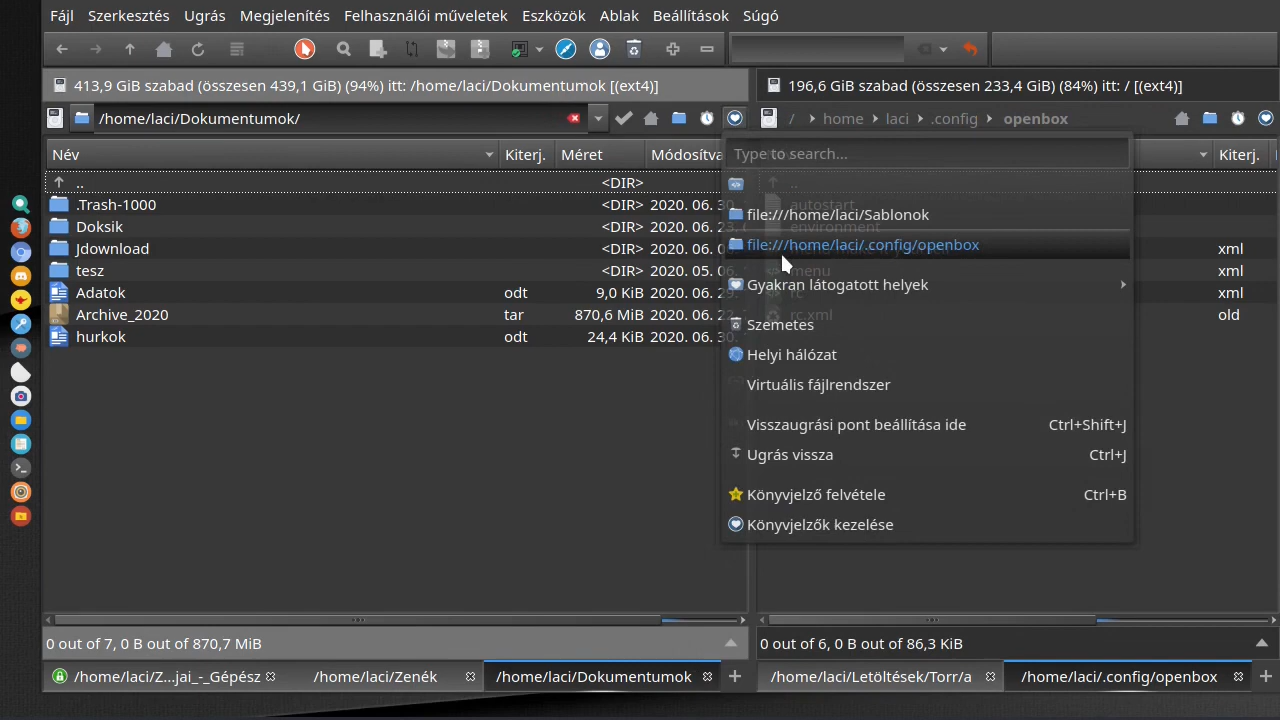 Fájl Szerkesztés Ugrás Megjelenítés Felhasználói műveletek Eszközök Ablak Beállítások Súgó
413,9 GiB szabad (összesen 439,1 GiB) (94%) itt: /home/laci/Dokumentumok [(ext4)]
196,6 GiB szabad (összesen 233,4 GiB) (84%) itt: / [(ext4)]
/home/laci/Dokumentumok/
/ home laci .config openbox
Név Kiterj. Méret Módosítva
Kiterj.
.. <DIR>
.Trash-1000 <DIR> 2020. 06. 30.
Doksik <DIR> 2020. 06. 23.
Jdownload <DIR> 2020. 06. 0
tesz <DIR> 2020. 05. 0
Adatok odt 9,0 KiB 2020. 06. 29.
Archive_2020 tar 870,6 MiB 2020. 06. 22.
hurkok odt 24,4 KiB 2020. 06.
Type to search...
..
autostart
file:///home/laci/Sablonok
environment
file:///home/laci/.config/openbox
xml
menu xml
Gyakran látogatott helyek
rc xml
rc.xml old
Szemetes
Helyi hálózat
Virtuális fájlrendszer
Visszaugrási pont beállítása ide Ctrl+Shift+J
Ugrás vissza Ctrl+J
Könyvjelző felvétele Ctrl+B
Könyvjelzők kezelése
0 out of 7, 0 B out of 870,7 MiB
0 out of 6, 0 B out of 86,3 KiB
/home/laci/Z...jai_-_Gépész
/home/laci/Zenék
/home/laci/Dokumentumok
/home/laci/Letöltések/Torr/a
/home/laci/.config/openbox